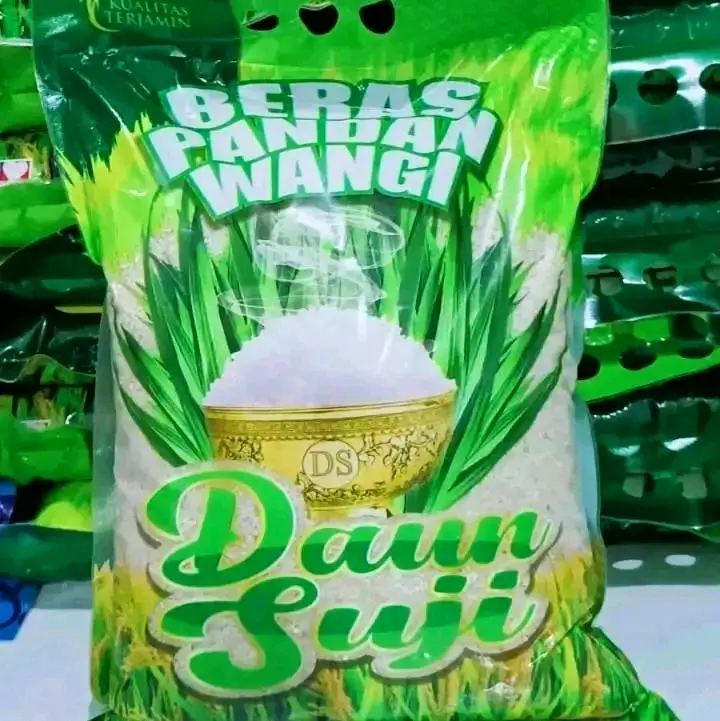 KUALITAS
TERJAMIN
BERAS
PANDAN
WANGI
DS
Daun
Suji